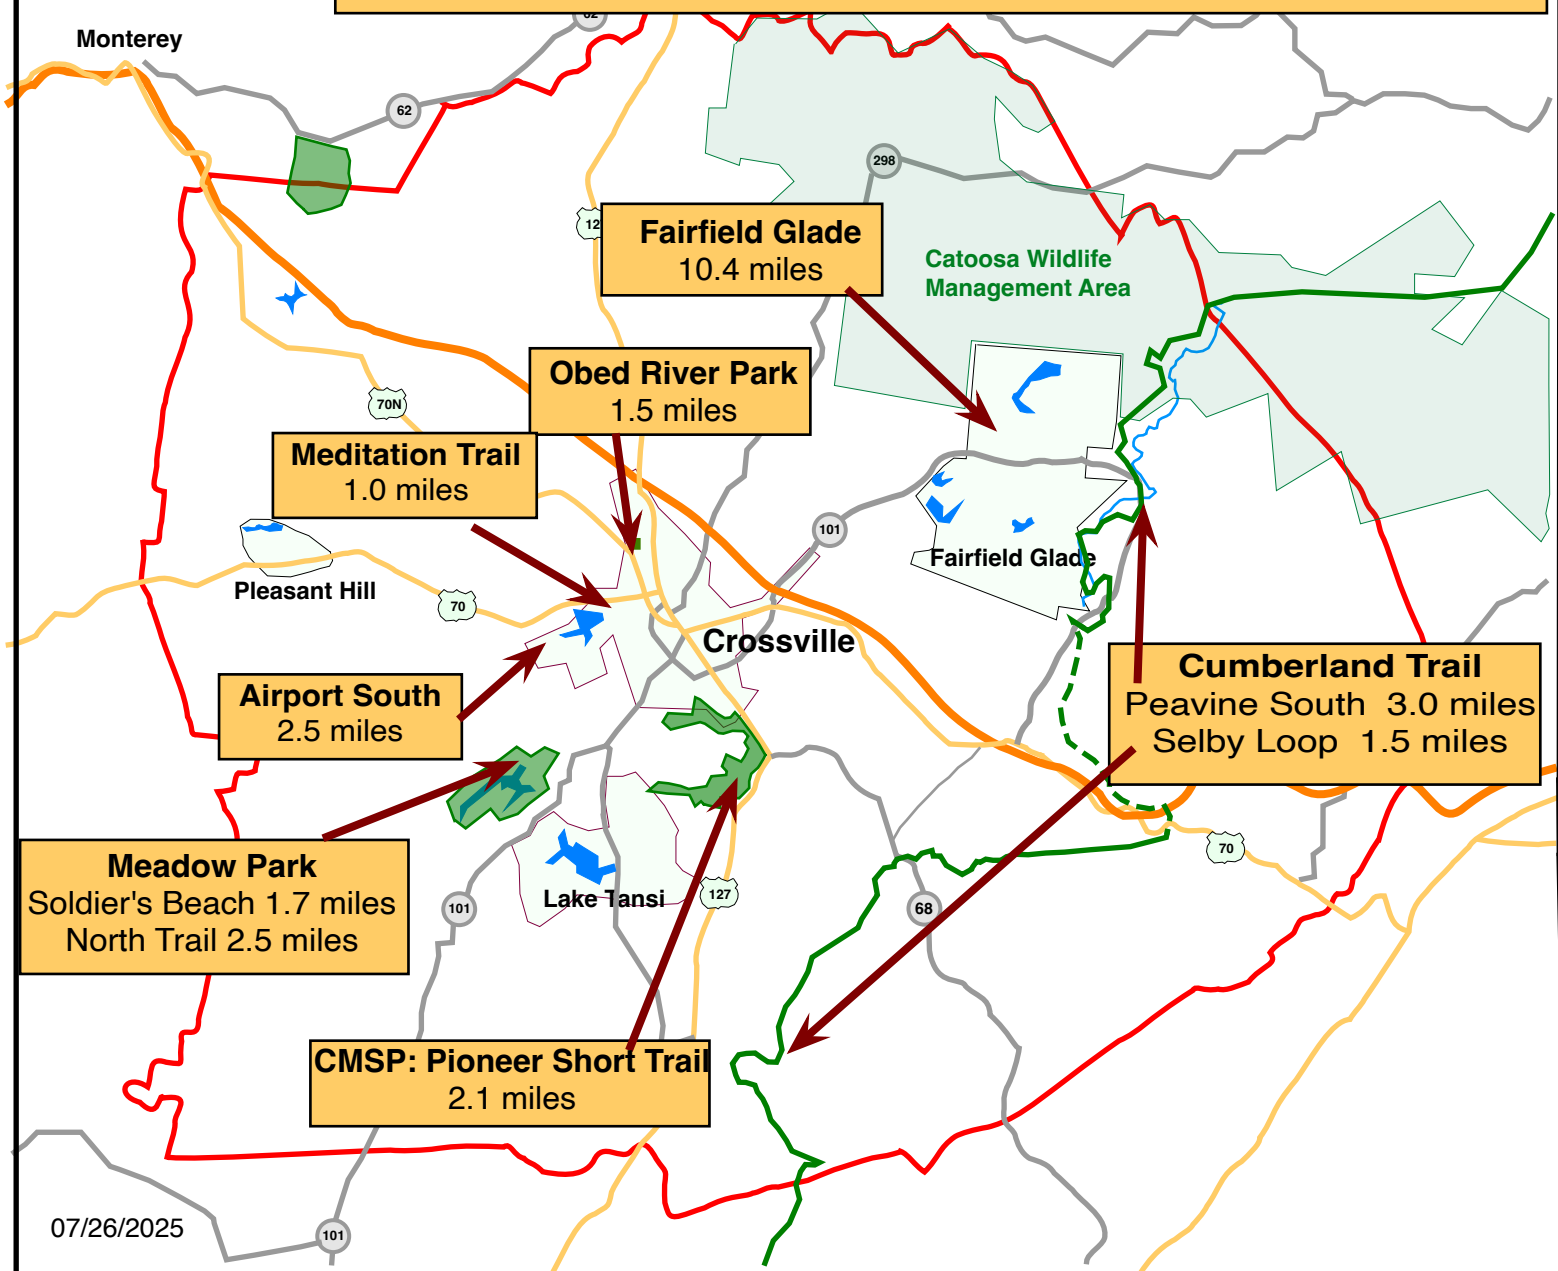 Monterey
62
298
Fairfield Glade
10.4 miles
Catoosa Wildlife
Management Area
Obed River Park
1.5 miles
70N
Meditation Trail
1.0 miles
101
Fairfield Glade
Pleasant Hill
70
Crossville
Airport South
2.5 miles
Cumberland Trail
Peavine South 3.0 miles
Selby Loop 1.5 miles
Meadow Park
Soldier's Beach 1.7 miles
North Trail 2.5 miles
70
Lake Tansi
127
101
68
CMSP: Pioneer Short Trail
2.1 miles
07/26/2025
101